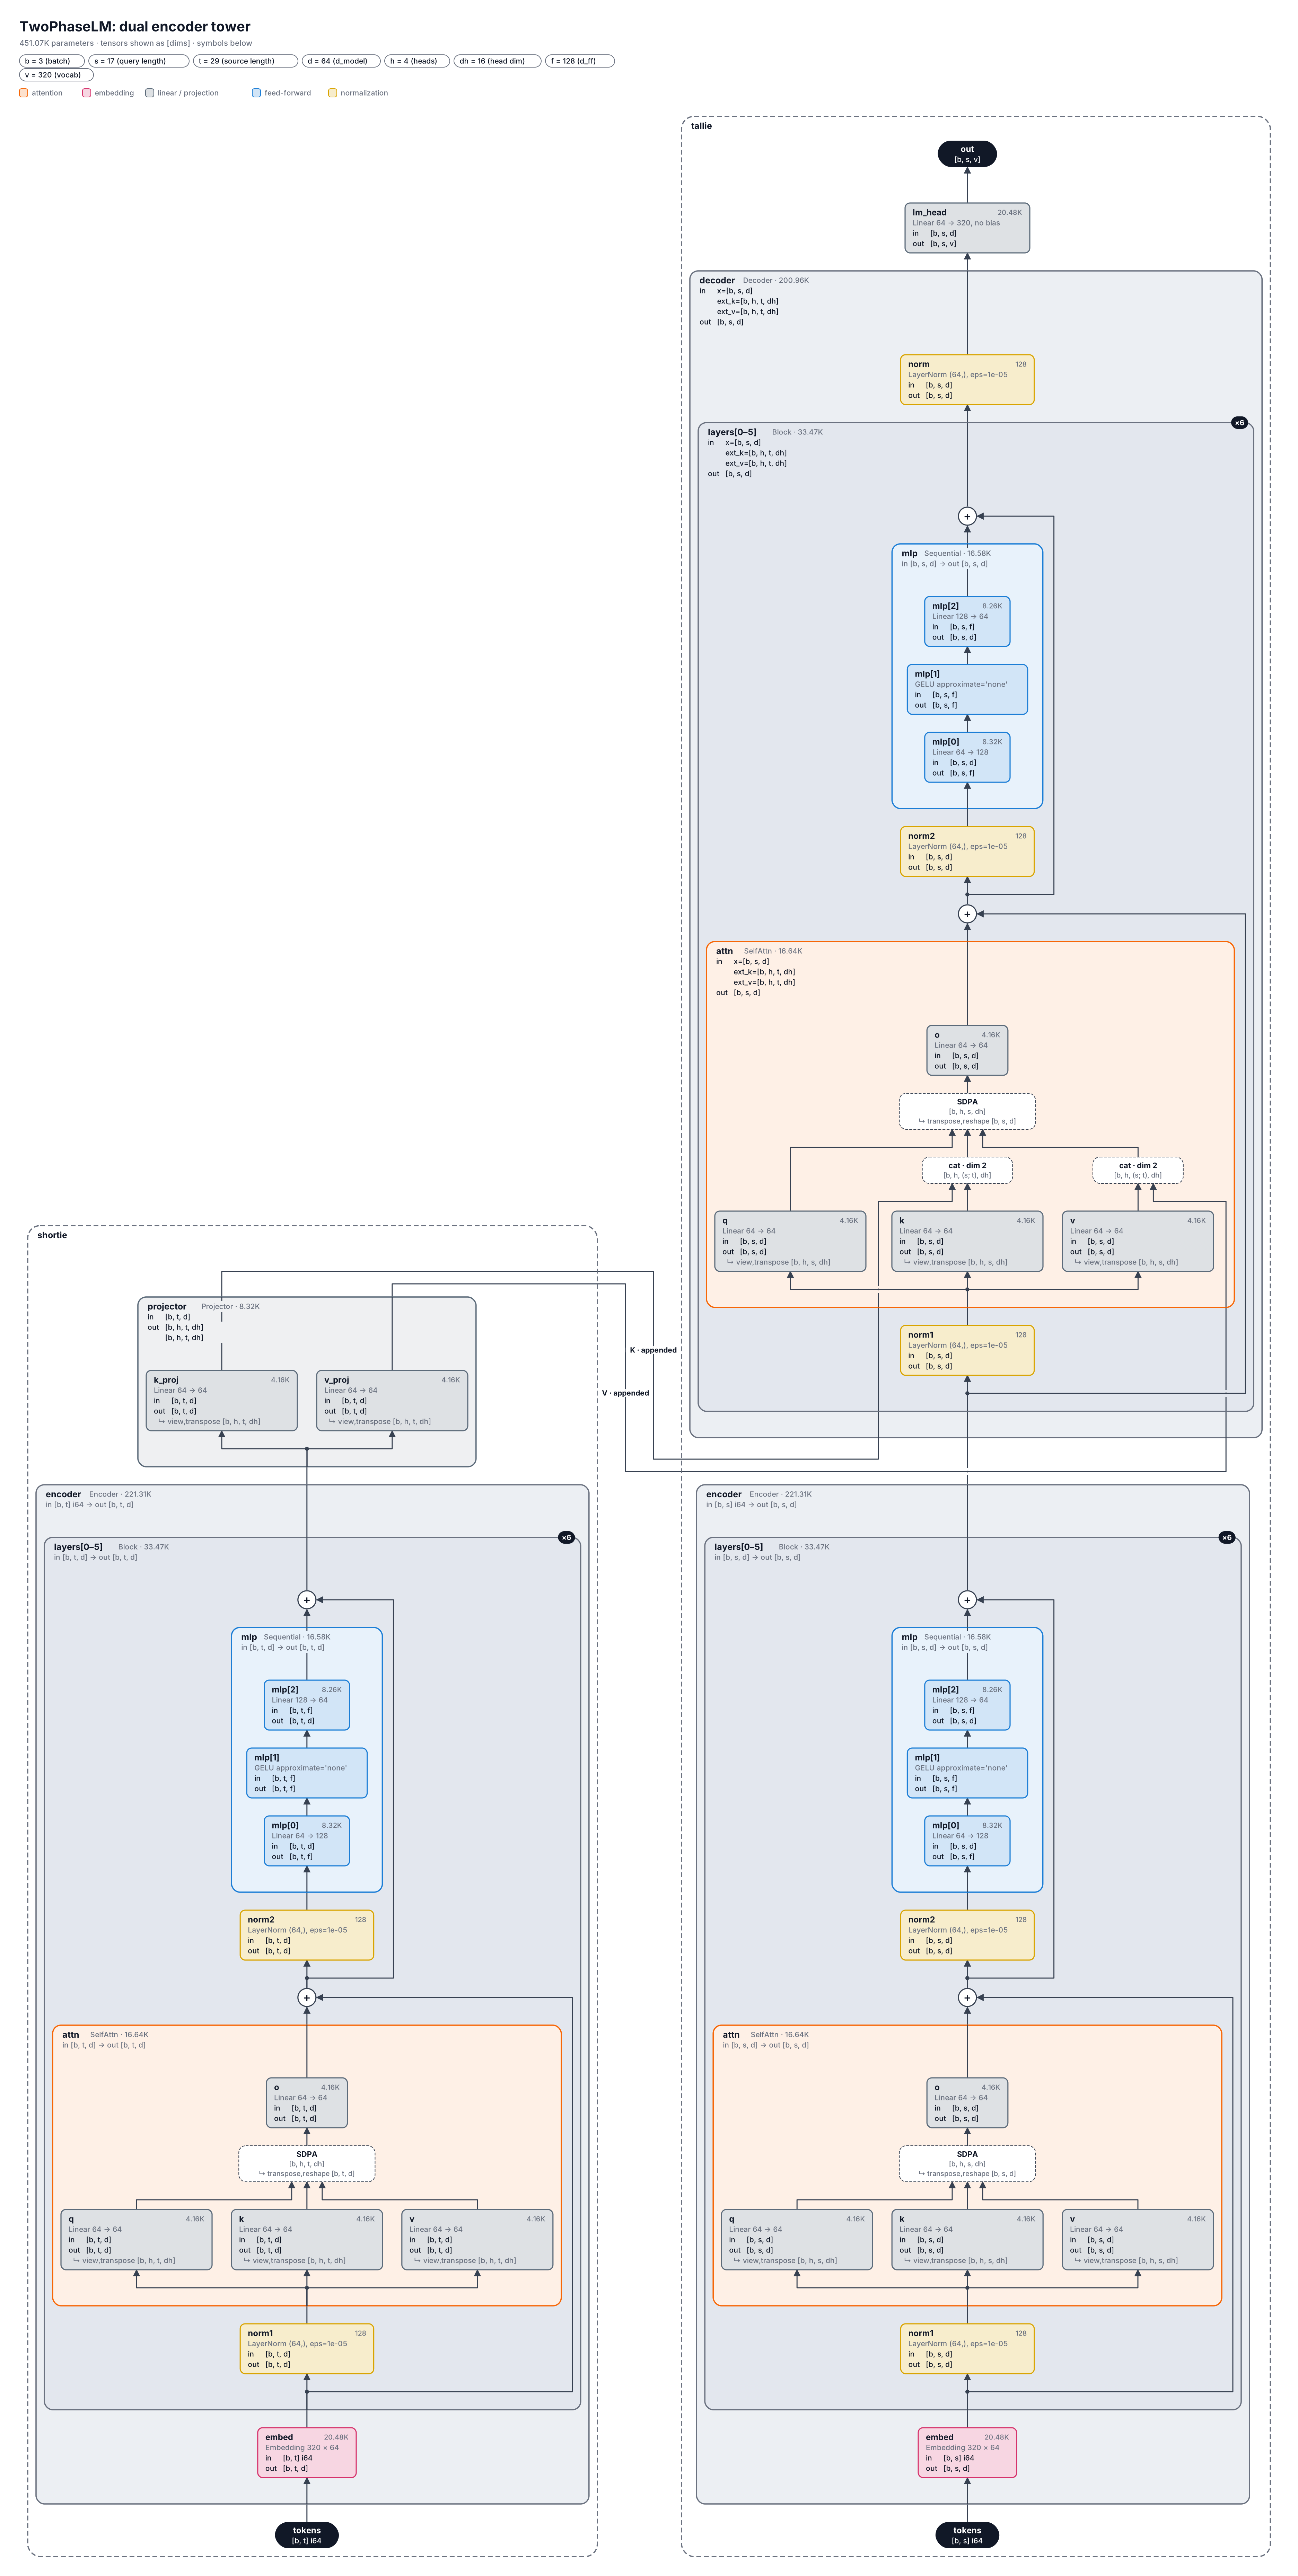 TwoPhaseLM: dual encoder tower
451.07K parameters · tensors shown as [dims] · symbols below
b = 3 (batch)
s = 17 (query length)
t = 29 (source length)
d = 64 (d_model)
h = 4 (heads)
dh = 16 (head dim)
f = 128 (d_ff)
v = 320 (vocab)
attention
embedding
linear / projection
feed-forward
normalization
tallie
out
[b, s, v]
lm_head 20.48K
Linear 64 → 320, no bias
in [b, s, d]
out [b, s, v]
decoder Decoder · 200.96K
in x=[b, s, d]
ext_k=[b, h, t, dh]
ext_v=[b, h, t, dh]
out [b, s, d]
norm 128
LayerNorm (64,), eps=1e-05
in [b, s, d]
out [b, s, d]
×6
layers[0–5] Block · 33.47K
in x=[b, s, d]
ext_k=[b, h, t, dh]
ext_v=[b, h, t, dh]
out [b, s, d]
+
mlp Sequential · 16.58K
in [b, s, d] → out [b, s, d]
mlp[2] 8.26K
Linear 128 → 64
in [b, s, f]
out [b, s, d]
mlp[1]
GELU approximate='none'
in [b, s, f]
out [b, s, f]
mlp[0] 8.32K
Linear 64 → 128
in [b, s, d]
out [b, s, f]
norm2 128
LayerNorm (64,), eps=1e-05
in [b, s, d]
out [b, s, d]
+
attn SelfAttn · 16.64K
in x=[b, s, d]
ext_k=[b, h, t, dh]
ext_v=[b, h, t, dh]
out [b, s, d]
o 4.16K
Linear 64 → 64
in [b, s, d]
out [b, s, d]
SDPA
[b, h, s, dh]
↳ transpose,reshape [b, s, d]
cat · dim 2
[b, h, (s; t), dh]
cat · dim 2
[b, h, (s; t), dh]
q 4.16K
Linear 64 → 64
in [b, s, d]
out [b, s, d]
↳ view,transpose [b, h, s, dh]
k 4.16K
Linear 64 → 64
in [b, s, d]
out [b, s, d]
↳ view,transpose [b, h, s, dh]
v 4.16K
Linear 64 → 64
in [b, s, d]
out [b, s, d]
↳ view,transpose [b, h, s, dh]
norm1 128
LayerNorm (64,), eps=1e-05
in [b, s, d]
out [b, s, d]
K · appended
V · appended
shortie
projector Projector · 8.32K
in [b, t, d]
out [b, h, t, dh]
[b, h, t, dh]
k_proj 4.16K
Linear 64 → 64
in [b, t, d]
out [b, t, d]
↳ view,transpose [b, h, t, dh]
v_proj 4.16K
Linear 64 → 64
in [b, t, d]
out [b, t, d]
↳ view,transpose [b, h, t, dh]
encoder Encoder · 221.31K
in [b, t] i64 → out [b, t, d]
×6
layers[0–5] Block · 33.47K
in [b, t, d] → out [b, t, d]
+
mlp Sequential · 16.58K
in [b, t, d] → out [b, t, d]
mlp[2] 8.26K
Linear 128 → 64
in [b, t, f]
out [b, t, d]
mlp[1]
GELU approximate='none'
in [b, t, f]
out [b, t, f]
mlp[0] 8.32K
Linear 64 → 128
in [b, t, d]
out [b, t, f]
norm2 128
LayerNorm (64,), eps=1e-05
in [b, t, d]
out [b, t, d]
+
attn SelfAttn · 16.64K
in [b, t, d] → out [b, t, d]
o 4.16K
Linear 64 → 64
in [b, t, d]
out [b, t, d]
SDPA
[b, h, t, dh]
↳ transpose,reshape [b, t, d]
q 4.16K
Linear 64 → 64
in [b, t, d]
out [b, t, d]
↳ view,transpose [b, h, t, dh]
k 4.16K
Linear 64 → 64
in [b, t, d]
out [b, t, d]
↳ view,transpose [b, h, t, dh]
v 4.16K
Linear 64 → 64
in [b, t, d]
out [b, t, d]
↳ view,transpose [b, h, t, dh]
norm1 128
LayerNorm (64,), eps=1e-05
in [b, t, d]
out [b, t, d]
embed 20.48K
Embedding 320 × 64
in [b, t] i64
out [b, t, d]
tokens
[b, t] i64
encoder Encoder · 221.31K
in [b, s] i64 → out [b, s, d]
×6
layers[0–5] Block · 33.47K
in [b, s, d] → out [b, s, d]
+
mlp Sequential · 16.58K
in [b, s, d] → out [b, s, d]
mlp[2] 8.26K
Linear 128 → 64
in [b, s, f]
out [b, s, d]
mlp[1]
GELU approximate='none'
in [b, s, f]
out [b, s, f]
mlp[0] 8.32K
Linear 64 → 128
in [b, s, d]
out [b, s, f]
norm2 128
LayerNorm (64,), eps=1e-05
in [b, s, d]
out [b, s, d]
+
attn SelfAttn · 16.64K
in [b, s, d] → out [b, s, d]
o 4.16K
Linear 64 → 64
in [b, s, d]
out [b, s, d]
SDPA
[b, h, s, dh]
↳ transpose,reshape [b, s, d]
q 4.16K
Linear 64 → 64
in [b, s, d]
out [b, s, d]
↳ view,transpose [b, h, s, dh]
k 4.16K
Linear 64 → 64
in [b, s, d]
out [b, s, d]
↳ view,transpose [b, h, s, dh]
v 4.16K
Linear 64 → 64
in [b, s, d]
out [b, s, d]
↳ view,transpose [b, h, s, dh]
norm1 128
LayerNorm (64,), eps=1e-05
in [b, s, d]
out [b, s, d]
embed 20.48K
Embedding 320 × 64
in [b, s] i64
out [b, s, d]
tokens
[b, s] i64